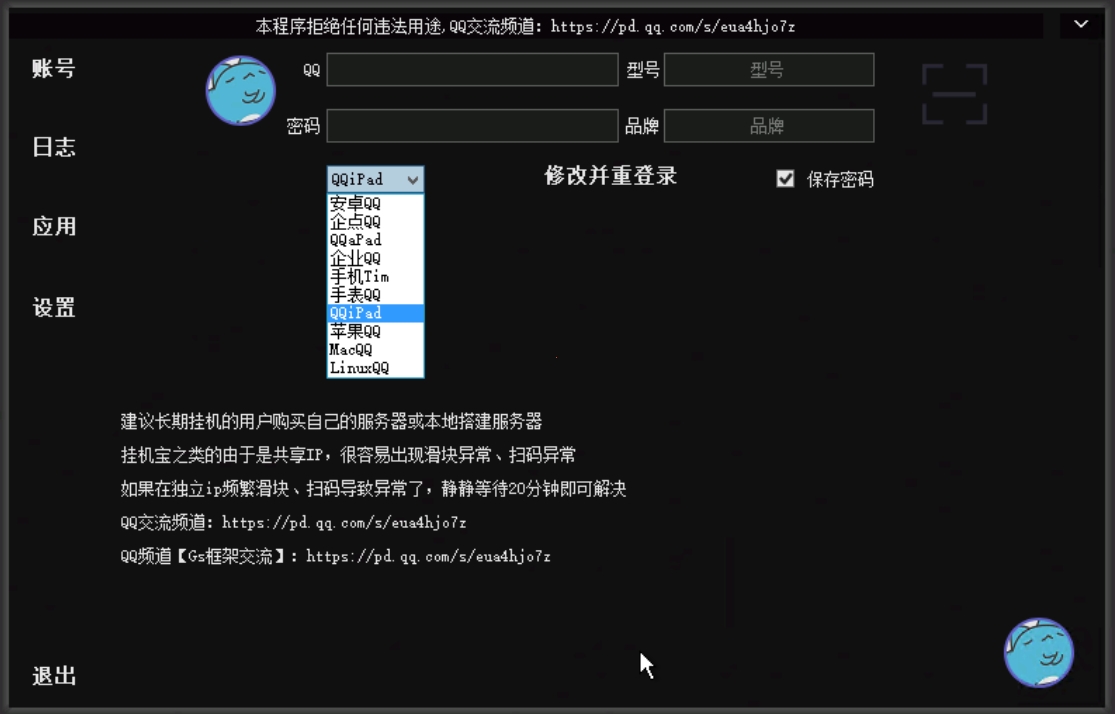 本程序拒绝任何违法用途,QQ交流频道: https://pd.qq.com/s/eua4hjo7z
账号
QQ
型号 型号
密码
品牌 品牌
日志
QQiPad
修改并重登录
保存密码
安卓QQ
企点QQ
QQaPad
应用
企业QQ
手机Tim
手表QQ
设置
QQiPad
苹果QQ
MacQQ
LinuxQQ
建议长期挂机的用户购买自己的服务器或本地搭建服务器
挂机宝之类的由于是共享IP，很容易出现滑块异常、扫码异常
如果在独立ip频繁滑块、扫码导致异常了，静静等待20分钟即可解决
QQ交流频道: https://pd.qq.com/s/eua4hjo7z
QQ频道【Gs框架交流】: https://pd.qq.com/s/eua4hjo7z
退出